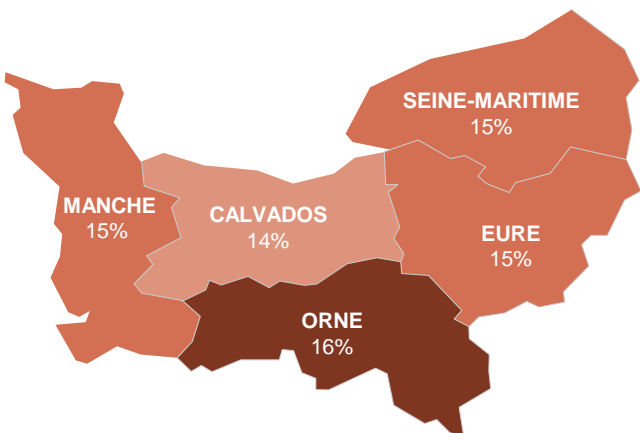 SEINE-MARITIME
15%
MANCHE
15%
CALVADOS
14%
EURE
15%
ORNE
16%